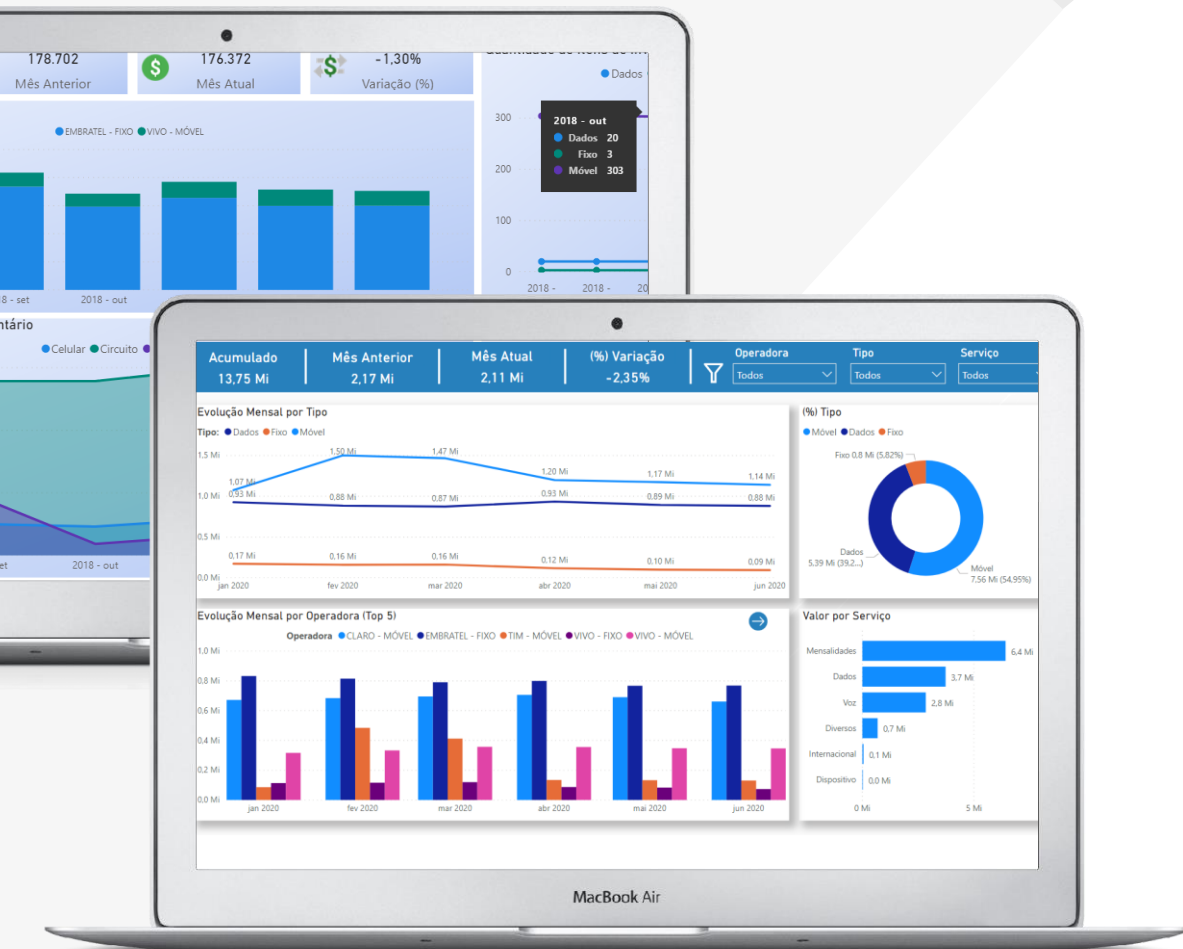 178.702
Mês Anterior
$
176.372
Mês Atual
$
-1,30%
Variação (%)
Dados
EMBRATEL - FIXO VIVO - MÓVEL
300
200
100
0
2018 - out
Dados 20
Fixo 3
Móvel 303
2018 - 2018 - 20
18 - set 2018 - out
ntário
Celular Circuito
et 2018 - out
Acumulado
13,75 Mi
Mês Anterior
2,17 Mi
Mês Atual
2,11 Mi
(%) Variação
-2,35%
Operadora
Todos
Tipo
Todos
Serviço
Todos
Evolução Mensal por Tipo
Tipo: Dados Fixo Móvel
1,5 Mi
1,0 Mi
0,5 Mi
0,0 Mi
1,07 Mi 1,50 Mi 1,47 Mi 1,20 Mi 1,17 Mi 1,14 Mi
0,93 Mi 0,88 Mi 0,87 Mi 0,93 Mi 0,89 Mi 0,88 Mi
0,17 Mi 0,16 Mi 0,16 Mi 0,12 Mi 0,10 Mi 0,09 Mi
jan 2020 fev 2020 mar 2020 abr 2020 mai 2020 jun 2020
(%) Tipo
Móvel Dados Fixo
Fixo 0,8 Mi (5,82%)
Dados
5,39 Mi (39,2...)
Móvel
7,56 Mi (54,95%)
Evolução Mensal por Operadora (Top 5)
Operadora CLARO - MÓVEL EMBRATEL - FIXO TIM - MÓVEL VIVO - FIXO VIVO - MÓVEL
1,0 Mi
0,8 Mi
0,6 Mi
0,4 Mi
0,2 Mi
0,0 Mi
jan 2020 fev 2020 mar 2020 abr 2020 mai 2020 jun 2020
Valor por Serviço
Mensalidades 6,4 Mi
Dados 3,7 Mi
Voz 2,8 Mi
Diversos 0,7 Mi
Internacional 0,1 Mi
Dispositivo 0,0 Mi
0 Mi 5 Mi
MacBook Air